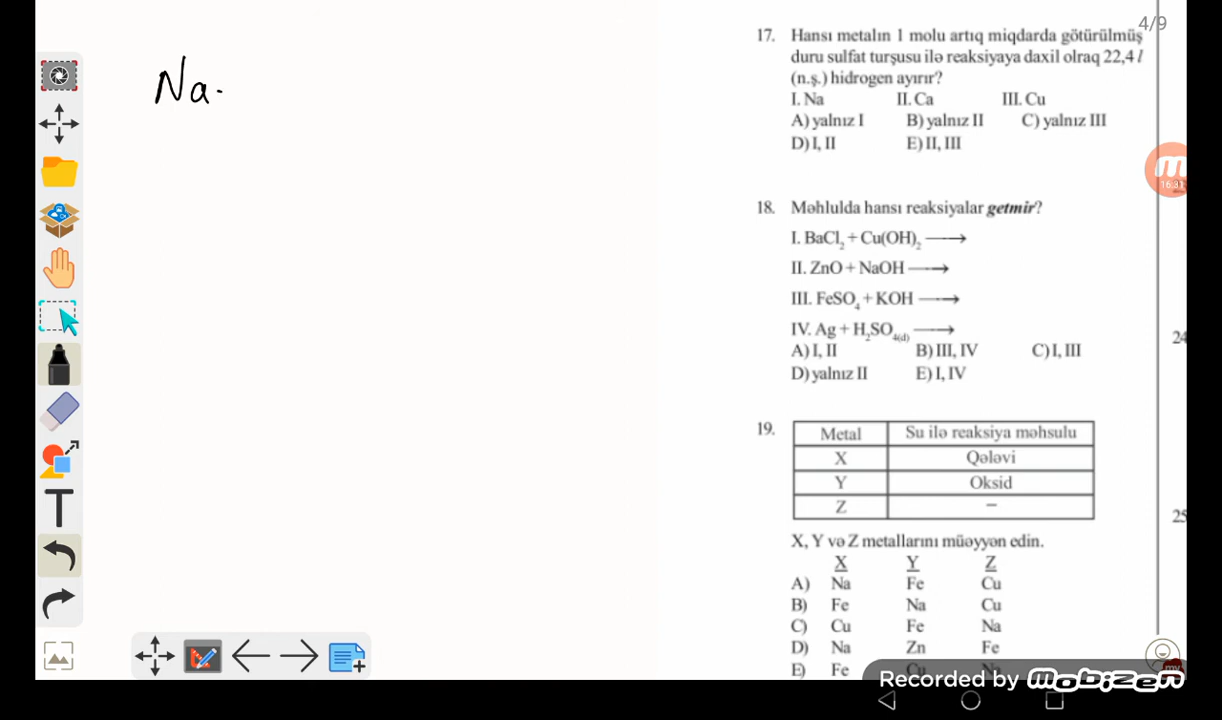 4/9
Na.
17. Hansı metalın 1 molu artıq miqdarda götürülmüş
duru sulfat turşusu ilə reaksiyaya daxil olraq 22,4 l
(n.ş.) hidrogen ayırır?
I. Na II. Ca III. Cu
A) yalnız I B) yalnız II C) yalnız III
D) I, II E) II, III
16:31
18. Məhlulda hansı reaksiyalar getmir?
I. BaCl₂ + Cu(OH)₂ ⟶
II. ZnO + NaOH ⟶
III. FeSO₄ + KOH ⟶
IV. Ag + H₂SO₄₍d₎ ⟶
A) I, II B) III, IV C) I, III
D) yalnız II E) I, IV
24
19.
Metal Su ilə reaksiya məhsulu
X Qələvi
Y Oksid
Z –
25
X, Y və Z metallarını müəyyən edin.
X Y Z
A) Na Fe Cu
B) Fe Na Cu
C) Cu Fe Na
D) Na Zn Fe
E) Fe Cu Na
T
Recorded by mobizen